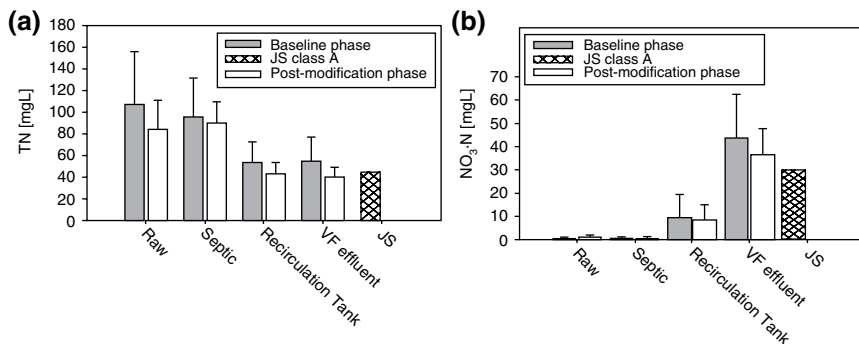 (a)
TN [mgL]
180
160
140
120
100
80
60
40
20
0
Baseline phase
JS class A
Post-modification phase
Raw
Septic
Recirculation Tank
VF effluent
JS
(b)
NO3·N [mgL]
70
60
50
40
30
20
10
0
Baseline phase
JS class A
Post-modification phase
Raw
Septic
Recirculation Tank
VF effluent
JS